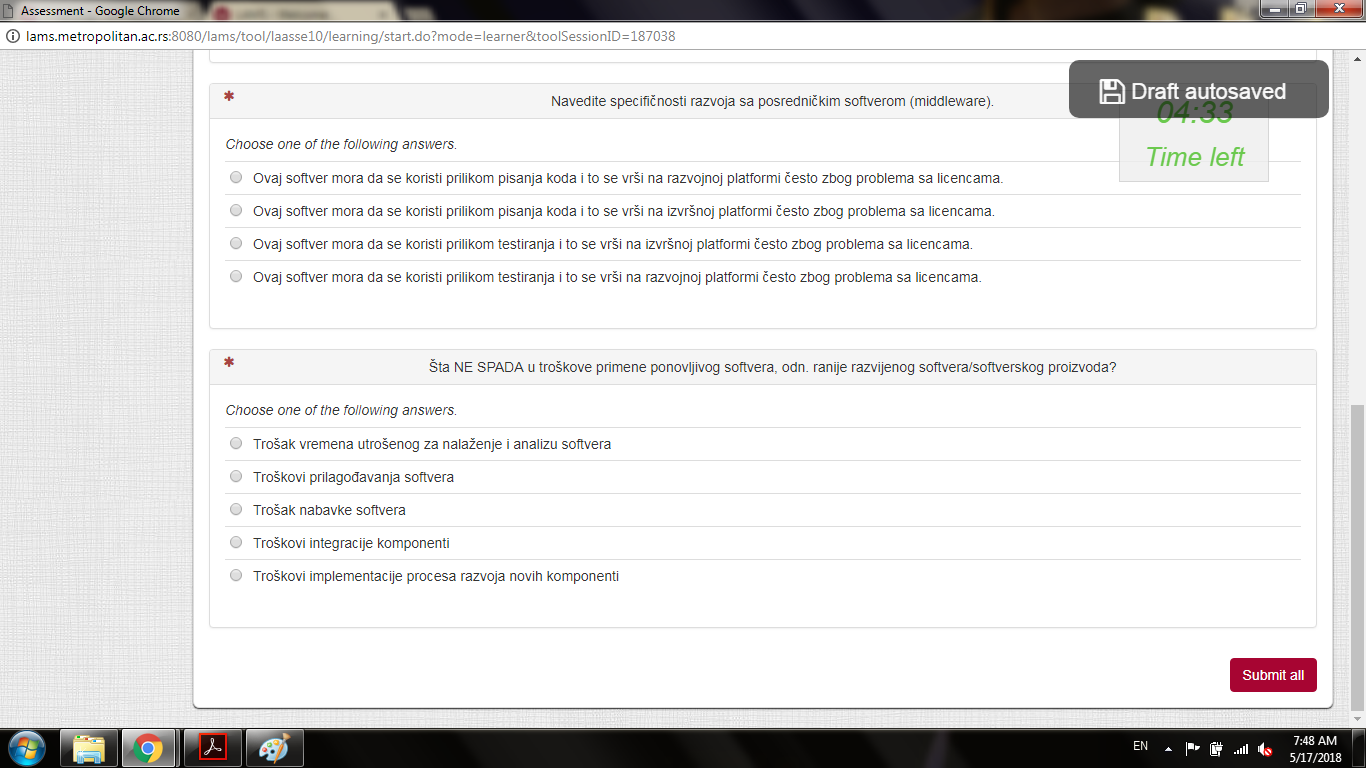 Assessment - Google Chrome
lams.metropolitan.ac.rs:8080/lams/tool/laasse10/learning/start.do?mode=learner&toolSessionID=187038
Draft autosaved
04:33
Time left
* Navedite specifičnosti razvoja sa posredničkim softverom (middleware).
Choose one of the following answers.
Ovaj softver mora da se koristi prilikom pisanja koda i to se vrši na razvojnoj platformi često zbog problema sa licencama.
Ovaj softver mora da se koristi prilikom pisanja koda i to se vrši na izvršnoj platformi često zbog problema sa licencama.
Ovaj softver mora da se koristi prilikom testiranja i to se vrši na izvršnoj platformi često zbog problema sa licencama.
Ovaj softver mora da se koristi prilikom testiranja i to se vrši na razvojnoj platformi često zbog problema sa licencama.
* Šta NE SPADA u troškove primene ponovljivog softvera, odn. ranije razvijenog softvera/softverskog proizvoda?
Choose one of the following answers.
Trošak vremena utrošenog za nalaženje i analizu softvera
Troškovi prilagođavanja softvera
Trošak nabavke softvera
Troškovi integracije komponenti
Troškovi implementacije procesa razvoja novih komponenti
Submit all
EN
7:48 AM
5/17/2018